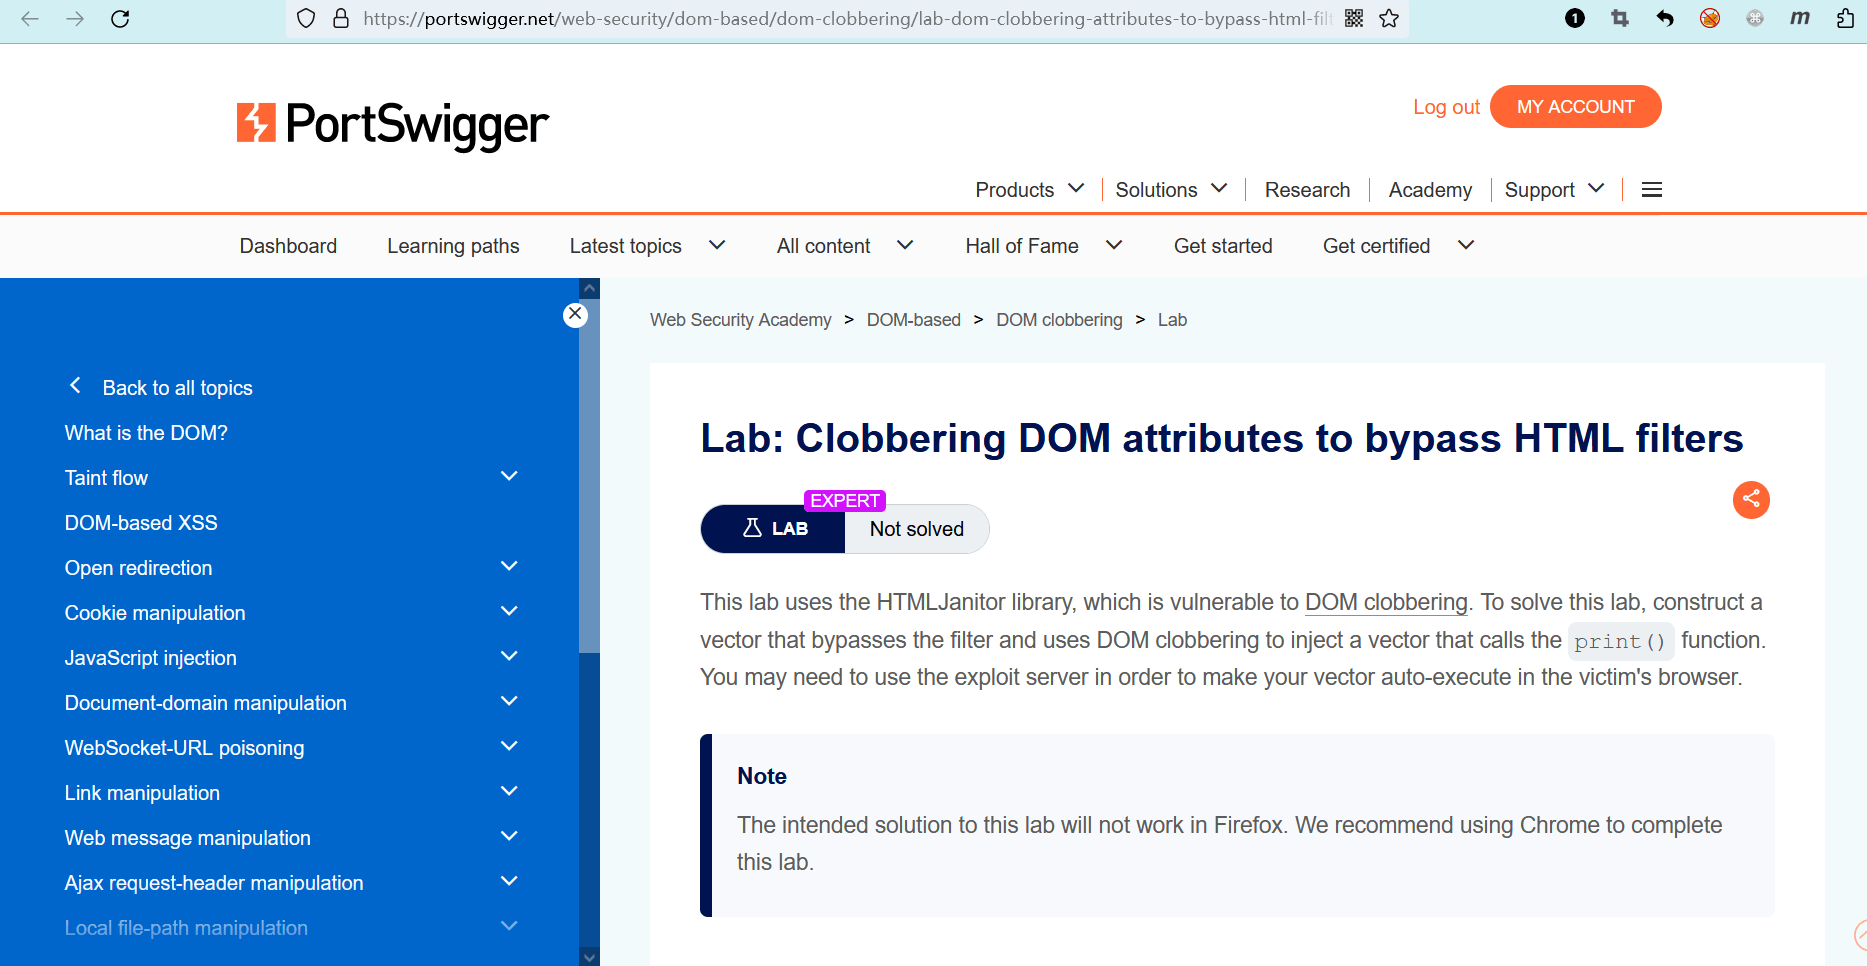 https://portswigger.net/web-security/dom-based/dom-clobbering/lab-dom-clobbering-attributes-to-bypass-html-filt
1
m
PortSwigger
Log out
MY ACCOUNT
Products
Solutions
Research
Academy
Support
Dashboard
Learning paths
Latest topics
All content
Hall of Fame
Get started
Get certified
Back to all topics
What is the DOM?
Taint flow
DOM-based XSS
Open redirection
Cookie manipulation
JavaScript injection
Document-domain manipulation
WebSocket-URL poisoning
Link manipulation
Web message manipulation
Ajax request-header manipulation
Local file-path manipulation
Web Security Academy > DOM-based > DOM clobbering > Lab
Lab: Clobbering DOM attributes to bypass HTML filters
EXPERT
LAB
Not solved
This lab uses the HTMLJanitor library, which is vulnerable to DOM clobbering. To solve this lab, construct a
vector that bypasses the filter and uses DOM clobbering to inject a vector that calls the print() function.
You may need to use the exploit server in order to make your vector auto-execute in the victim's browser.
Note
The intended solution to this lab will not work in Firefox. We recommend using Chrome to complete
this lab.